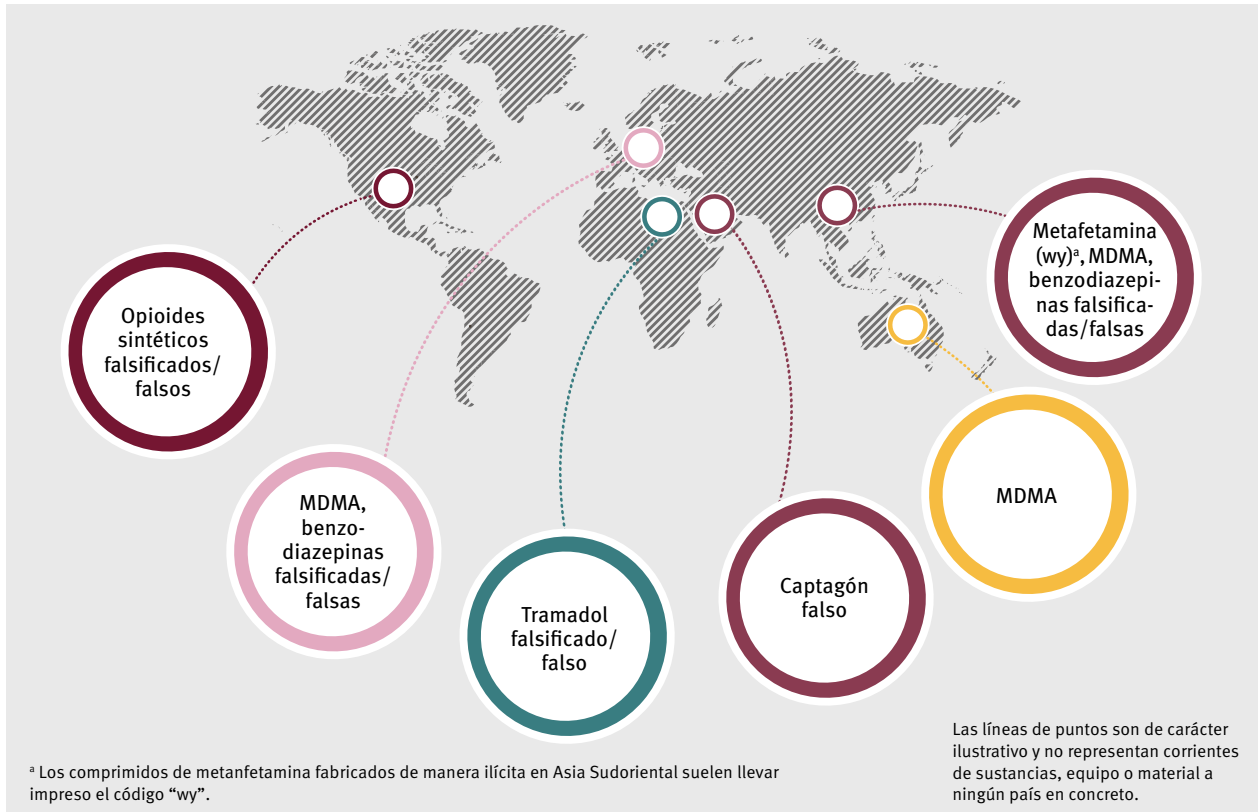 Opioides
sintéticos
falsificados/
falsos
MDMA,
benzo-
diazepinas
falsificadas/
falsas
Tramadol
falsificado/
falso
Captagón
falso
MDMA
Metafetamina
(wy)ᵃ, MDMA,
benzodiazepi-
nas falsifica-
das/falsas
ᵃ Los comprimidos de metanfetamina fabricados de manera ilícita en Asia Sudoriental suelen llevar
impreso el código “wy”.
Las líneas de puntos son de carácter
ilustrativo y no representan corrientes
de sustancias, equipo o material a
ningún país en concreto.